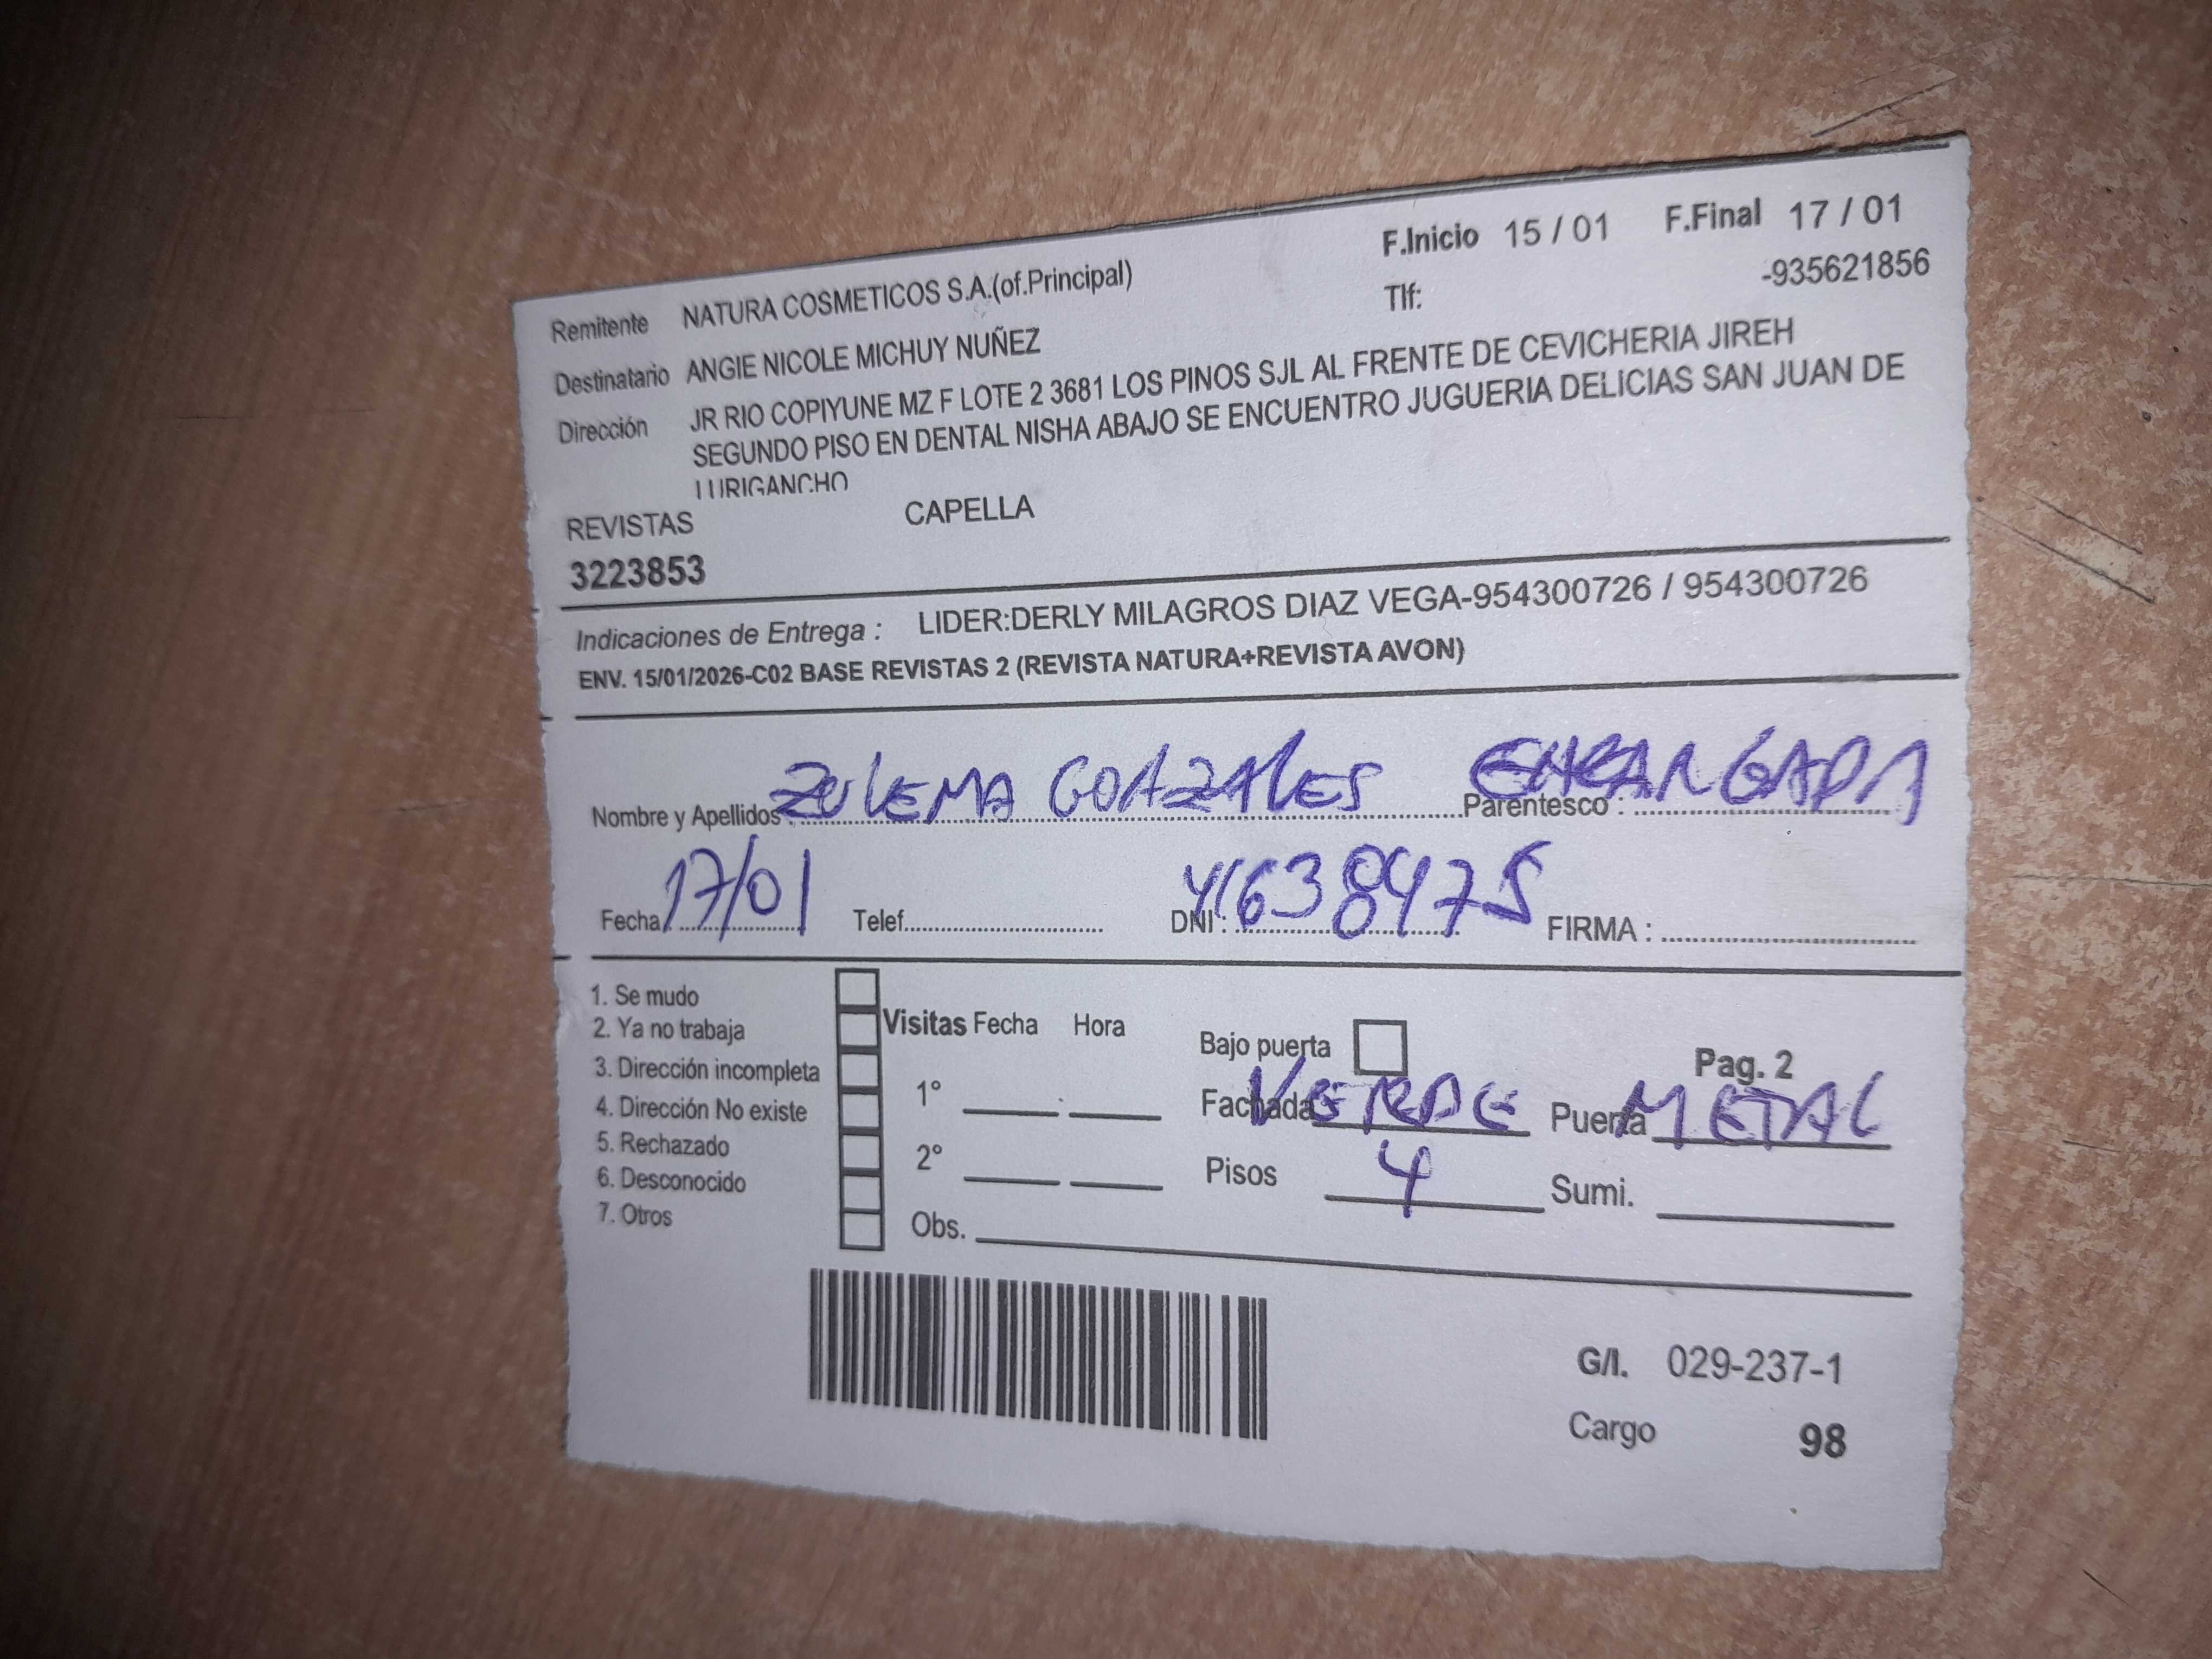 F.Inicio 15 / 01 F.Final 17 / 01
Remitente NATURA COSMETICOS S.A.(of.Principal) Tlf: -935621856
Destinatario ANGIE NICOLE MICHUY NUÑEZ
Dirección JR RIO COPIYUNE MZ F LOTE 2 3681 LOS PINOS SJL AL FRENTE DE CEVICHERIA JIREH
SEGUNDO PISO EN DENTAL NISHA ABAJO SE ENCUENTRO JUGUERIA DELICIAS SAN JUAN DE
LURIGANCHO
REVISTAS CAPELLA
3223853
Indicaciones de Entrega : LIDER:DERLY MILAGROS DIAZ VEGA-954300726 / 954300726
ENV. 15/01/2026-C02 BASE REVISTAS 2 (REVISTA NATURA+REVISTA AVON)
Nombre y Apellidos : ZULEMA GONZALES Parentesco : ENCARGADA
Fecha : 17/01 Telef. DNI : 41638475 FIRMA :
1. Se mudo
2. Ya no trabaja Visitas Fecha Hora Bajo puerta Pag. 2
3. Dirección incompleta
4. Dirección No existe 1° Fachada VERDE Puerta METAL
5. Rechazado
6. Desconocido 2° Pisos 4 Sumi.
7. Otros Obs.
G/I. 029-237-1
Cargo 98